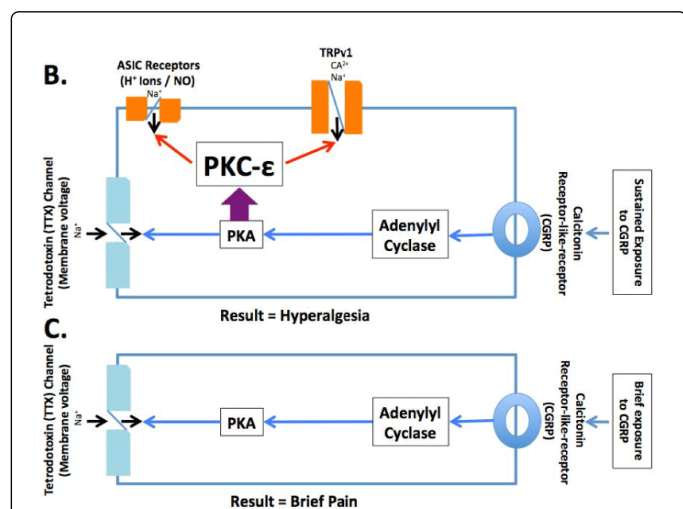 B.
ASIC Receptors
(H⁺ Ions / NO)
Na⁺
TRPv1
CA²⁺
Na⁺
PKC-ε
Tetrodotoxin (TTX) Channel
(Membrane voltage)
Na⁺
PKA
Adenylyl
Cyclase
Calcitonin
Receptor-like-receptor
(CGRP)
Sustained Exposure
to CGRP
Result = Hyperalgesia
C.
Tetrodotoxin (TTX) Channel
(Membrane voltage)
Na⁺
PKA
Adenylyl
Cyclase
Calcitonin
Receptor-like-receptor
(CGRP)
Brief exposure
to CGRP
Result = Brief Pain